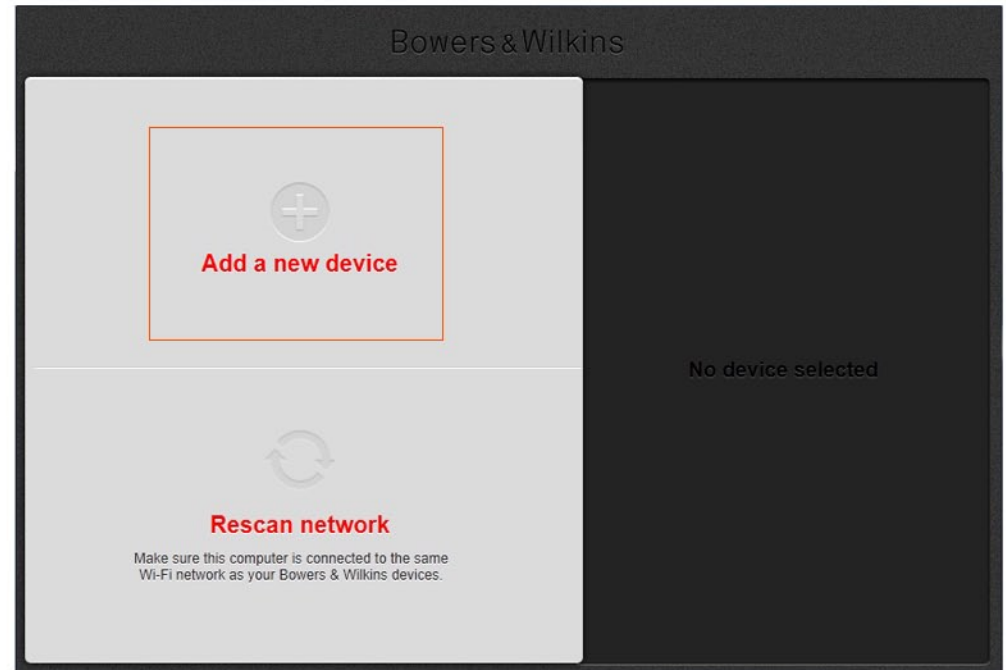 Bowers & Wilkins
Add a new device
No device selected
Rescan network
Make sure this computer is connected to the same
Wi-Fi network as your Bowers & Wilkins devices.